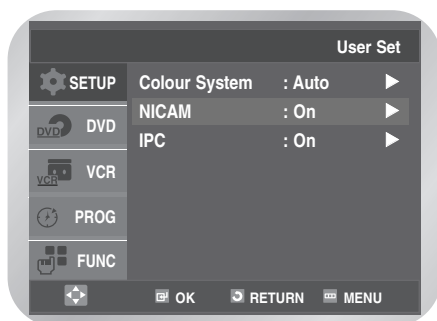 User Set
SETUP
Colour System : Auto
NICAM : On
IPC : On
DVD DVD
VCR VCR
PROG
FUNC
OK RETURN MENU